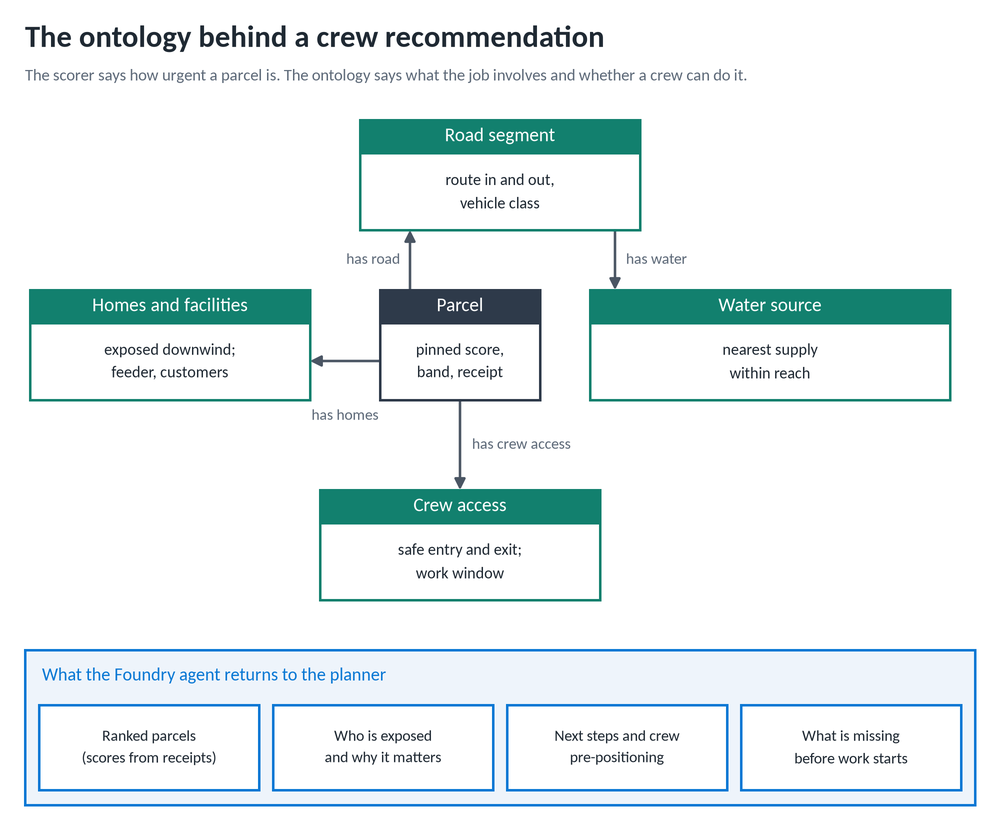 The ontology behind a crew recommendation
The scorer says how urgent a parcel is. The ontology says what the job involves and whether a crew can do it.
Road segment
route in and out,
vehicle class
has road
has water
Homes and facilities
exposed downwind;
feeder, customers
Parcel
pinned score,
band, receipt
Water source
nearest supply
within reach
has homes
has crew access
Crew access
safe entry and exit;
work window
What the Foundry agent returns to the planner
Ranked parcels
(scores from receipts)
Who is exposed
and why it matters
Next steps and crew
pre-positioning
What is missing
before work starts